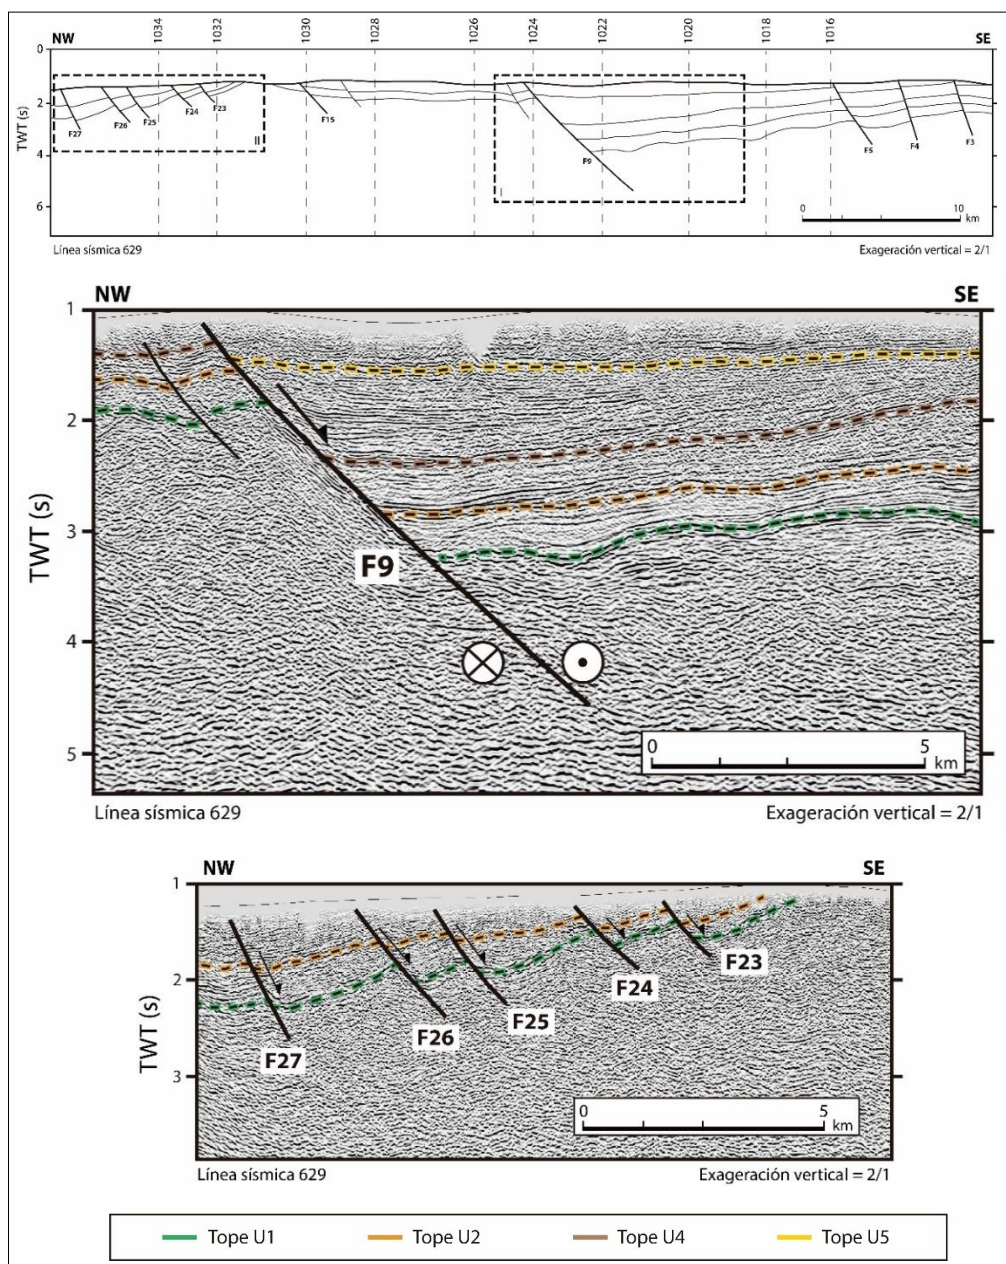 NW 1034 1032 1030 1028 1026 1024 1022 1020 1018 1016 SE
0
2
4
6
TWT (s)
F27 F26 F25 F24 F23 F15 F9 F5 F4 F3
II
I
0 10
km
Línea sísmica 629 Exageración vertical = 2/1
NW SE
1
2
3
4
5
TWT (s)
F9
0 5
km
Línea sísmica 629 Exageración vertical = 2/1
NW SE
1
2
3
TWT (s)
F27 F26 F25 F24 F23
0 5
km
Línea sísmica 629 Exageración vertical = 2/1
Tope U1 Tope U2 Tope U4 Tope U5